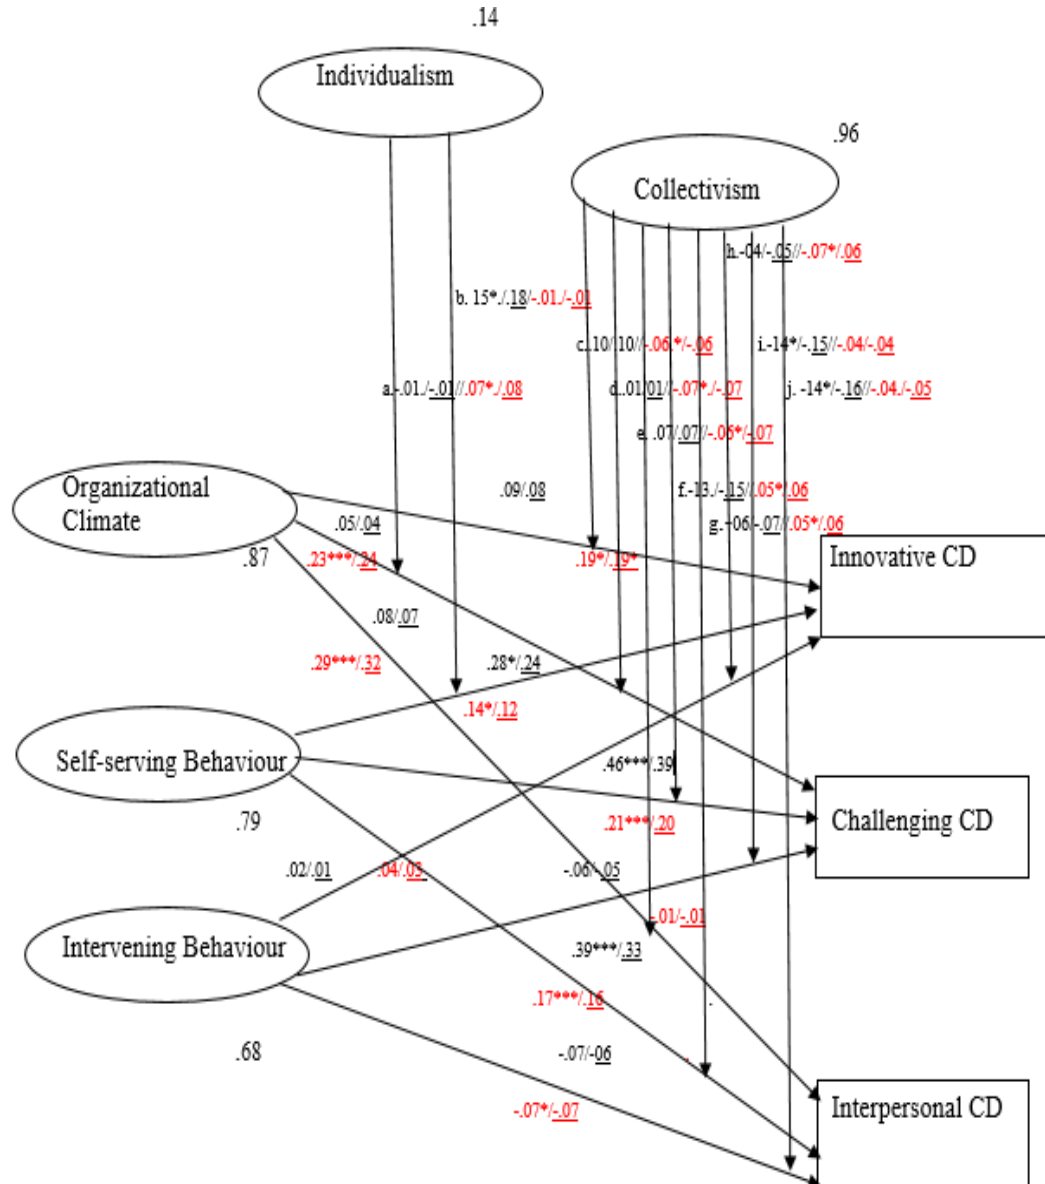 .14
Individualism
.96
Collectivism
h.-04/-.05//-.07*/.06
b. 15*./.18/-.01./-.01
c..10/ 10//-.06.*/-.06
i.-14*/-.15//-.04/-.04
a.-.01./-.01//.07*./.08
d..01/01//-.07*./-.07
j. -14*/-.16//-.04./-.05
e. .07/.07//-.06*/-.07
Organizational
Climate
.09/.08
f.-13./-.15//.05*/.06
.05/.04
g.-06/-.07//.05*/.06
.87
.23***/.24
.19*/.19*
Innovative CD
.08/.07
.29***/.32
.28*/.24
.14*/.12
Self-serving Behaviour
.46***/.39
.79
.21***/.20
Challenging CD
.02/.01
.04/.03
-.06/-.05
-.01/-.01
Intervening Behaviour
.39***/.33
.17***/.16
.68
-.07/-06
-.07*/-.07
Interpersonal CD